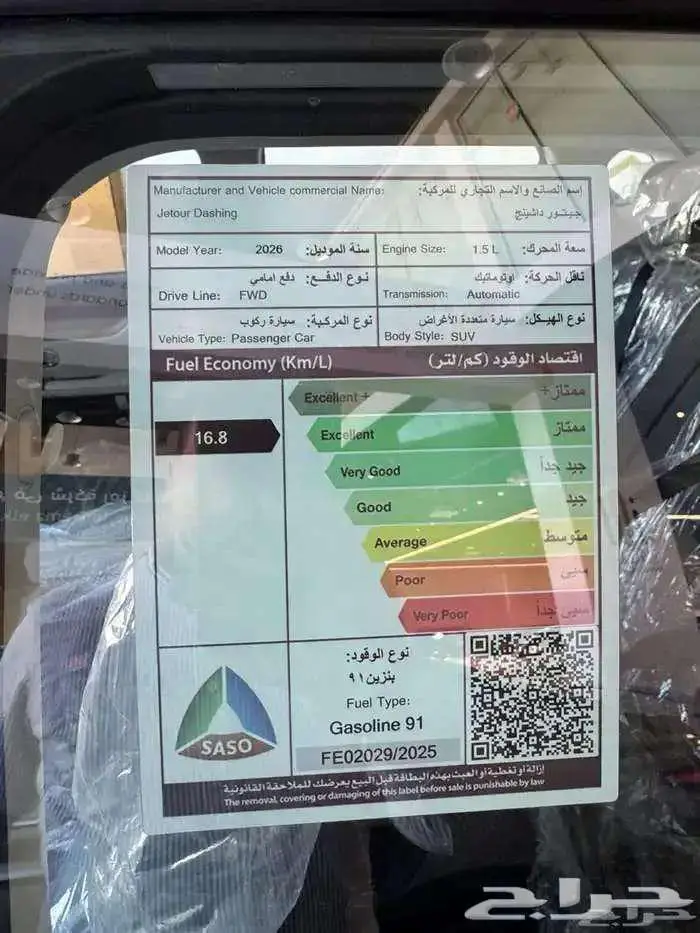 Manufacturer and Vehicle commercial Name: إسم الصانع والاسم التجاري للمركبة:
Jetour Dashing جيتور داشينج
Model Year: 2026 سنة الموديل: Engine Size: 1.5 L سعة المحرك:
نوع الدفع: دفع امامي ناقل الحركة: اوتوماتيك
Drive Line: FWD Transmission: Automatic
نوع المركبة: سيارة ركوب نوع الهيكل: سيارة متعددة الأغراض
Vehicle Type: Passenger Car Body Style: SUV
Fuel Economy (Km/L) اقتصاد الوقود (كم/لتر)
Excellent + ممتاز+
16.8 Excellent ممتاز
Very Good جيد جداً
Good جيد
Average متوسط
Poor سيئ
Very Poor سيئ جداً
نوع الوقود:
بنزين ٩١
Fuel Type:
Gasoline 91
SASO
FE02029/2025
إزالة أو تغطية أو العبث بهذه البطاقة قبل البيع يعرضك للملاحقة القانونية
The removal, covering or damaging of this label before sale is punishable by law
حراج